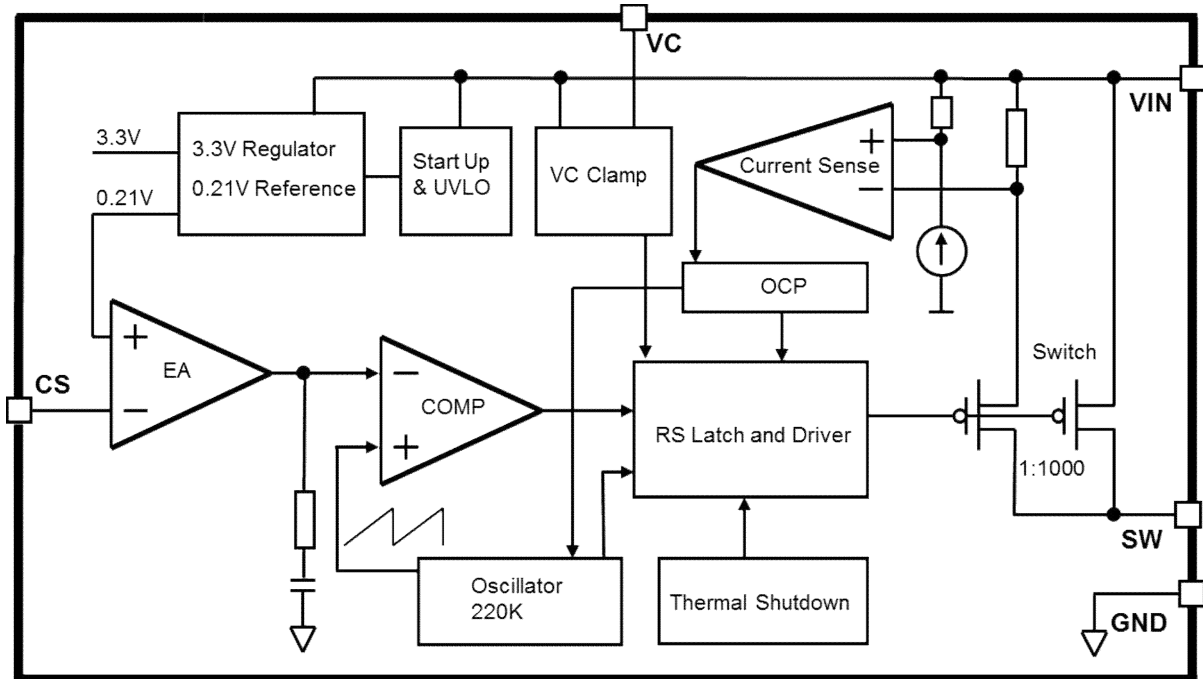 VC
VIN
3.3V
3.3V Regulator
0.21V Reference
0.21V
Start Up
& UVLO
VC Clamp
+
Current Sense
−
OCP
CS
+
EA
−
−
COMP
+
RS Latch and Driver
Switch
1:1000
SW
Oscillator
220K
Thermal Shutdown
GND